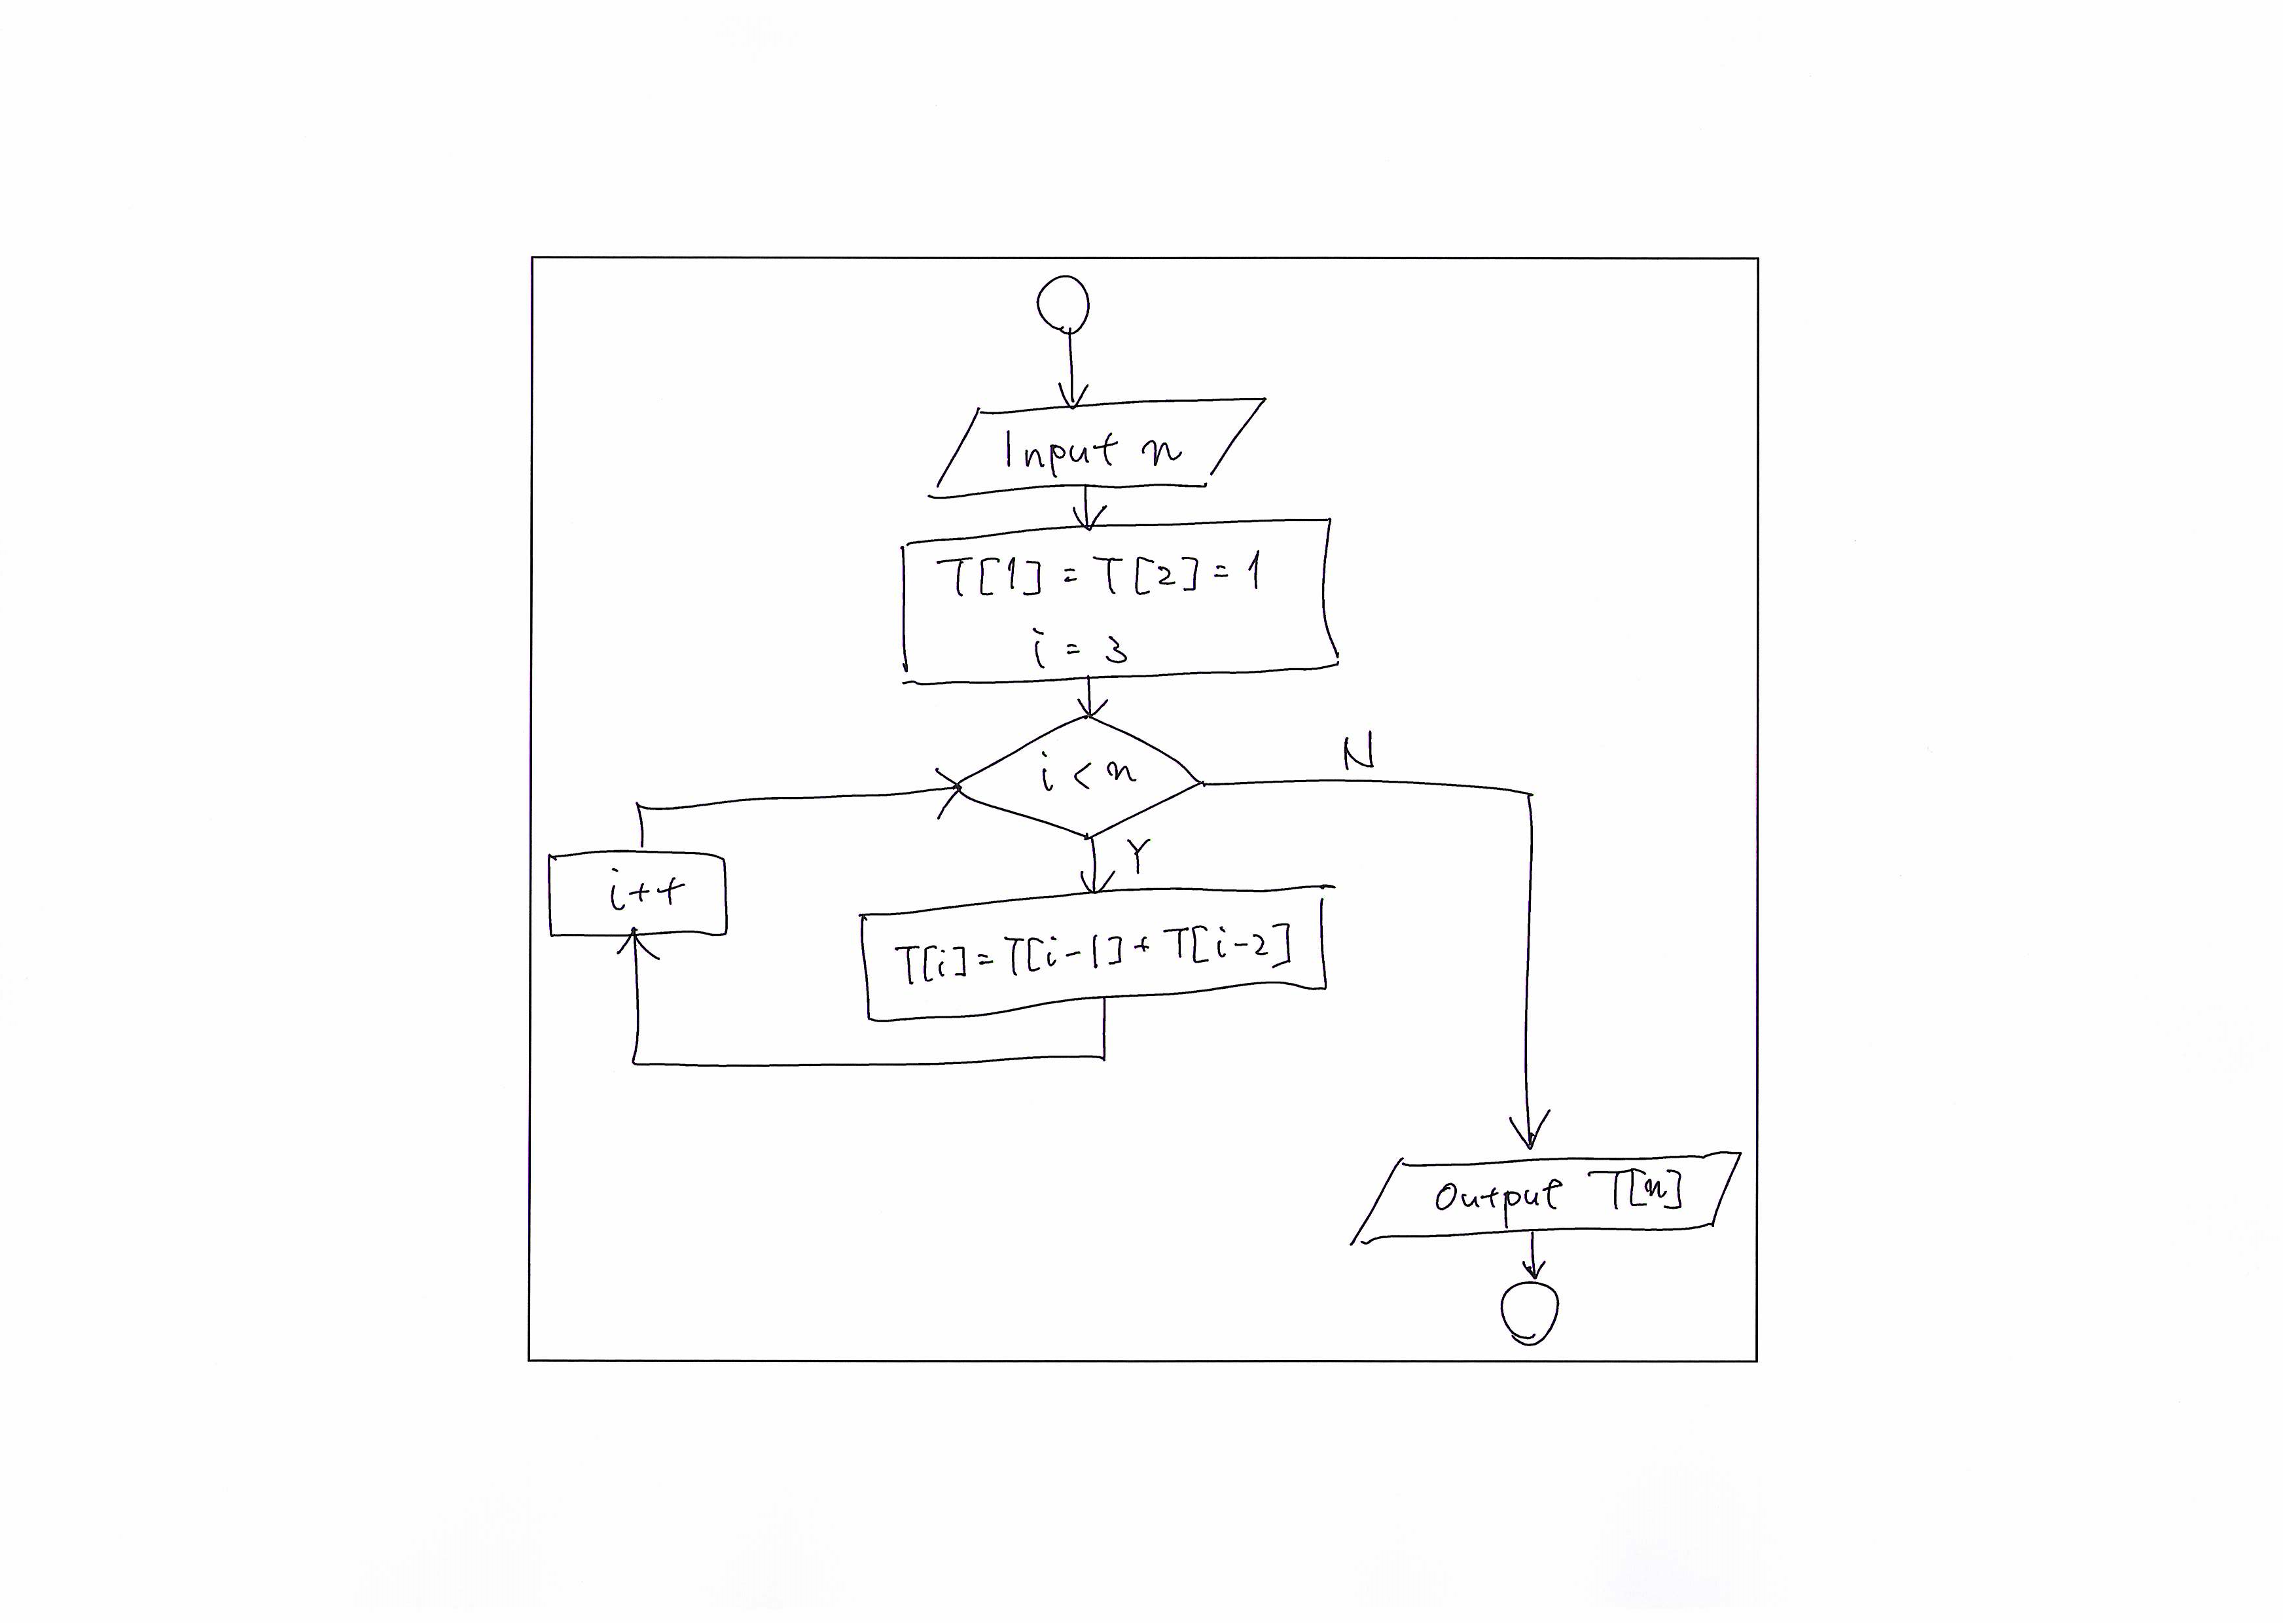 Input n
T[1] = T[2] = 1
i = 3
i < n
N
Y
i++
T[i] = T[i-1] + T[i-2]
Output T[n]